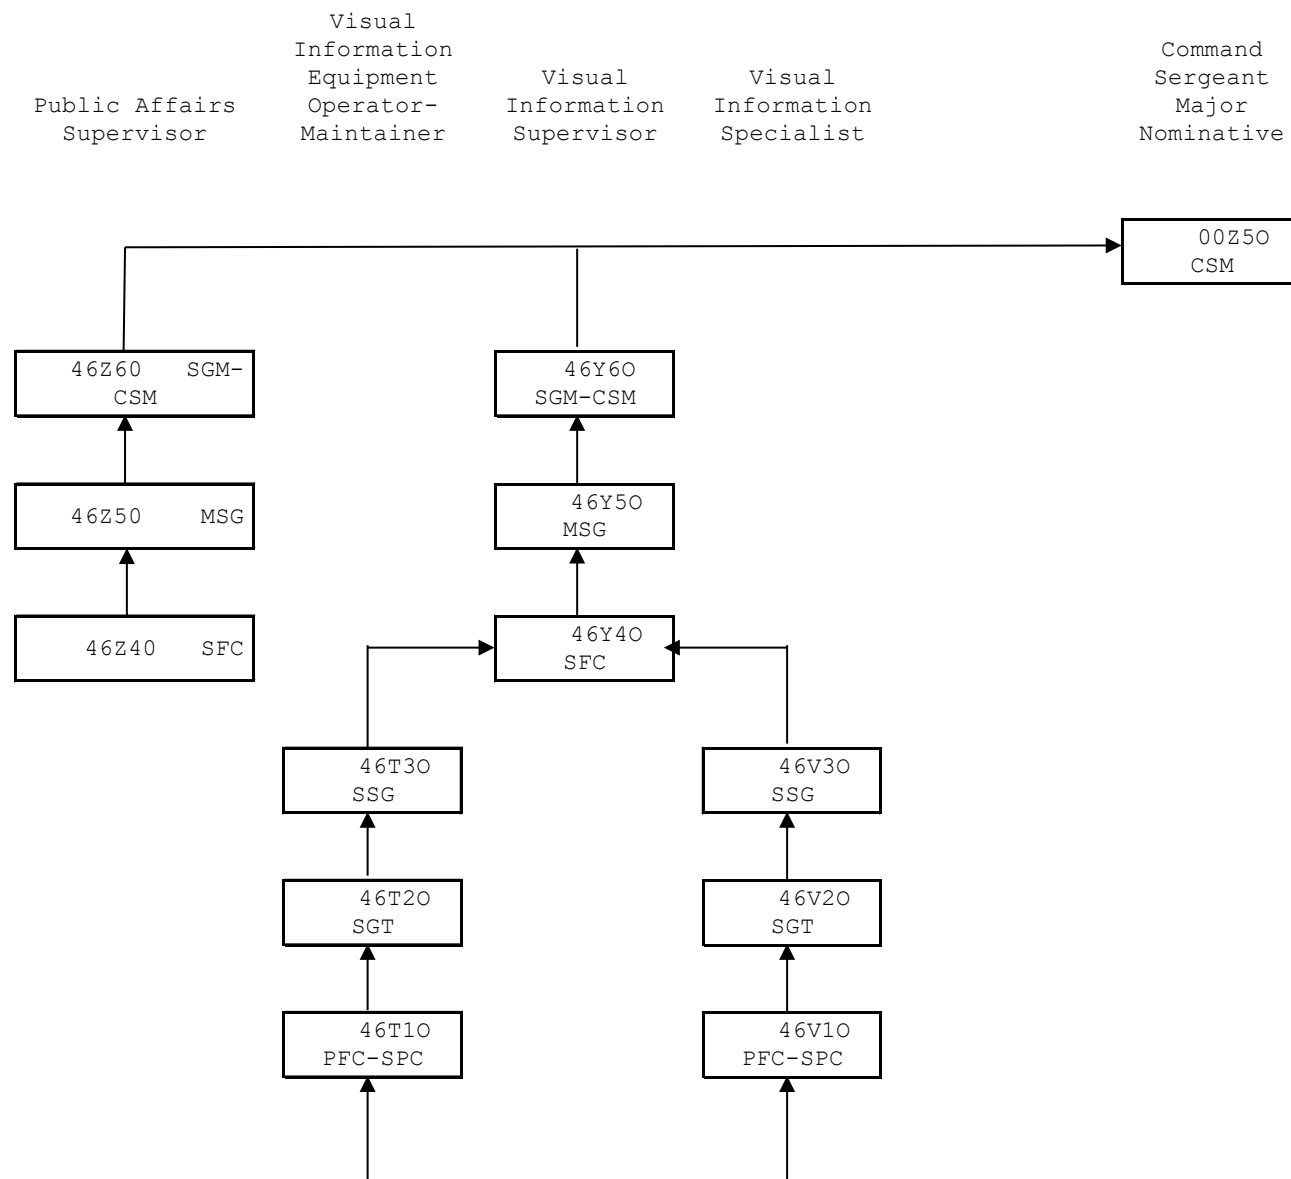 Public Affairs
Supervisor
Visual
Information
Equipment
Operator-
Maintainer
Visual
Information
Supervisor
Visual
Information
Specialist
Command
Sergeant
Major
Nominative
00Z5O
CSM
46Z60 SGM-
CSM
46Y6O
SGM-CSM
46Z50 MSG
46Y5O
MSG
46Z40 SFC
46Y4O
SFC
46T3O
SSG
46V3O
SSG
46T2O
SGT
46V2O
SGT
46T1O
PFC-SPC
46V1O
PFC-SPC